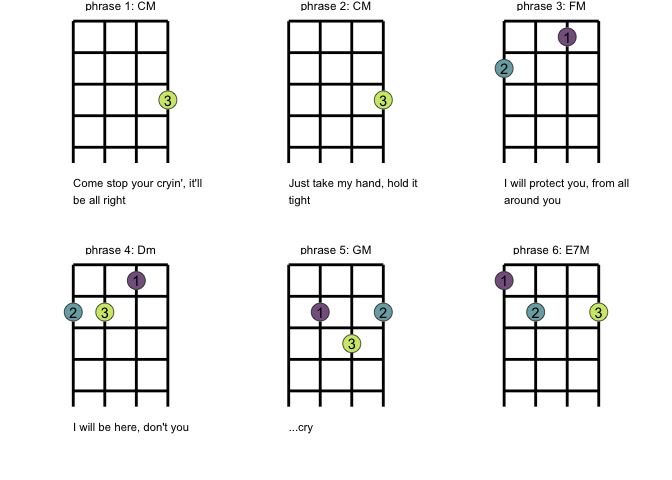 phrase 1: CM
phrase 2: CM
phrase 3: FM
1
2
3
3
Come stop your cryin', it'll
be all right
Just take my hand, hold it
tight
I will protect you, from all
around you
phrase 4: Dm
phrase 5: GM
phrase 6: E7M
1
1
2
3
1
2
2
3
3
I will be here, don't you
...cry